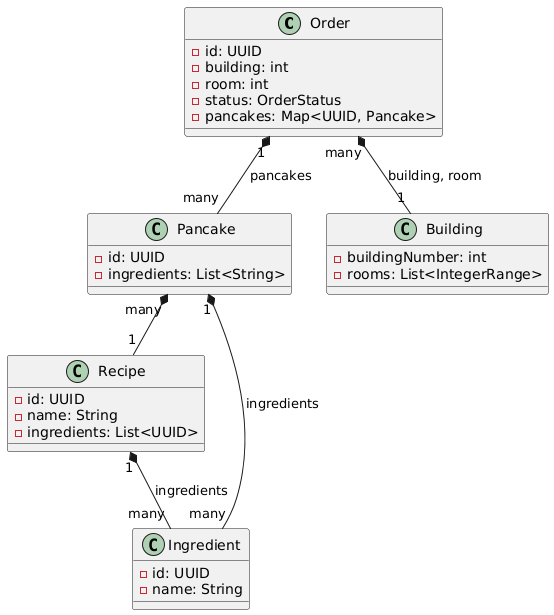 C Order
id: UUID
building: int
room: int
status: OrderStatus
pancakes: Map<UUID, Pancake>
1
many
pancakes
building, room
many
1
C Pancake
id: UUID
ingredients: List<String>
C Building
buildingNumber: int
rooms: List<IntegerRange>
many
1
1
C Recipe
id: UUID
name: String
ingredients: List<UUID>
ingredients
1
ingredients
many
many
C Ingredient
id: UUID
name: String